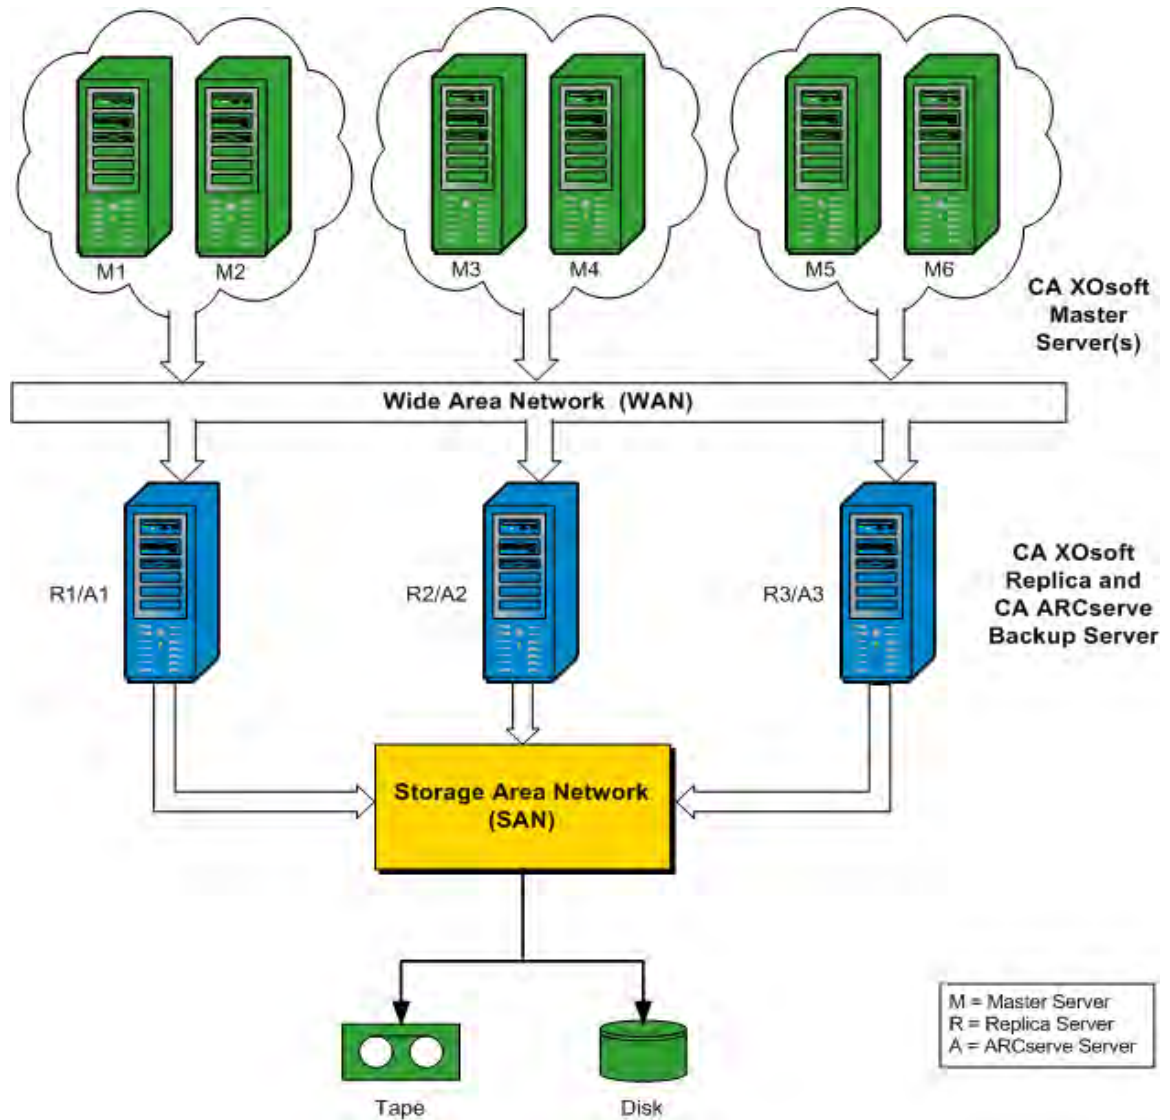 M1
M2
M3
M4
M5
M6
CA XOsoft
Master
Server(s)
Wide Area Network (WAN)
R1/A1
R2/A2
R3/A3
CA XOsoft
Replica and
CA ARCserve
Backup Server
Storage Area Network
(SAN)
M = Master Server
R = Replica Server
A = ARCserve Server
Tape
Disk